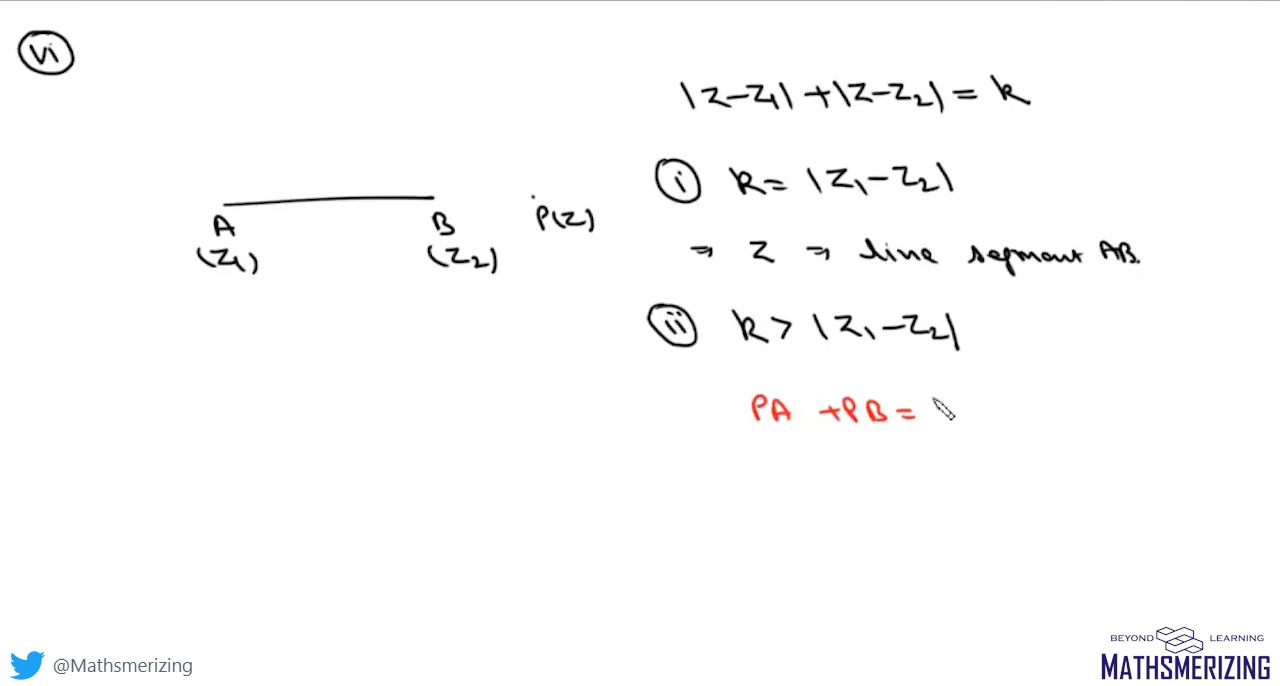 vi
|z-z₁| + |z-z₂| = k
i k = |z₁-z₂|
A B P(z)
(z₁) (z₂)
⇒ z ⇒ line segment AB.
ii k > |z₁-z₂|
PA + PB =
@Mathsmerizing
BEYOND LEARNING
MATHSMERIZING